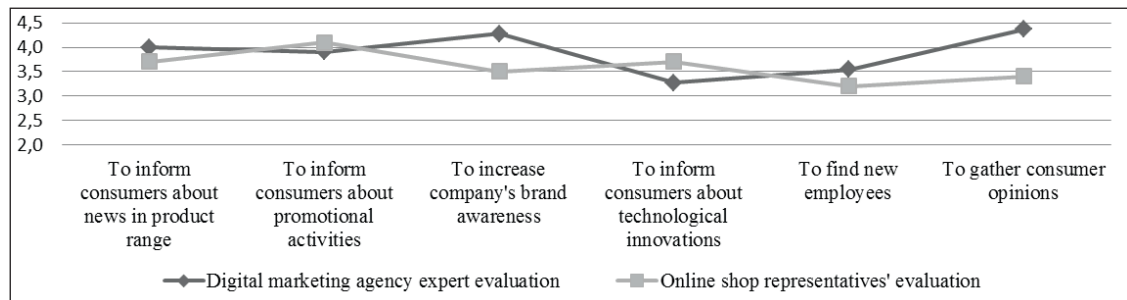 4,5
4,0
3,5
3,0
2,5
2,0
To inform
consumers about
news in product
range
To inform
consumers about
promotional
activities
To increase
company's brand
awareness
To inform
consumers about
technological
innovations
To find new
employees
To gather consumer
opinions
Digital marketing agency expert evaluation
Online shop representatives' evaluation